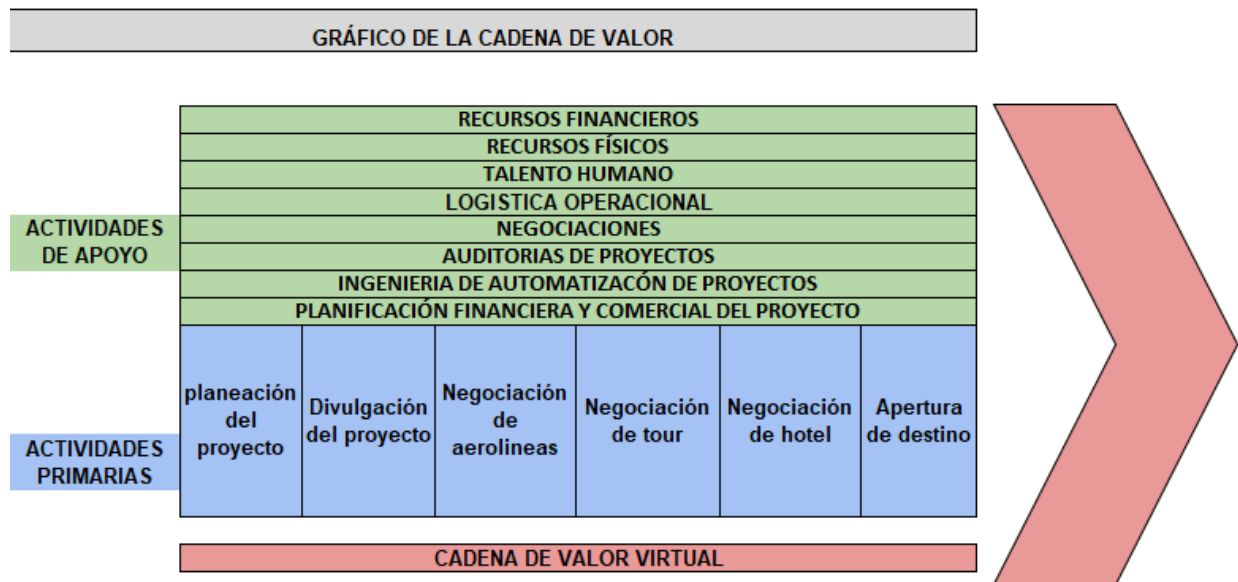 GRÁFICO DE LA CADENA DE VALOR
RECURSOS FINANCIEROS
RECURSOS FÍSICOS
TALENTO HUMANO
LOGISTICA OPERACIONAL
ACTIVIDADES
DE APOYO
NEGOCIACIONES
AUDITORIAS DE PROYECTOS
INGENIERIA DE AUTOMATIZACÓN DE PROYECTOS
PLANIFICACIÓN FINANCIERA Y COMERCIAL DEL PROYECTO
ACTIVIDADES
PRIMARIAS
planeación
del
proyecto
Divulgación
del proyecto
Negociación
de
aerolineas
Negociación
de tour
Negociación
de hotel
Apertura
de destino
CADENA DE VALOR VIRTUAL